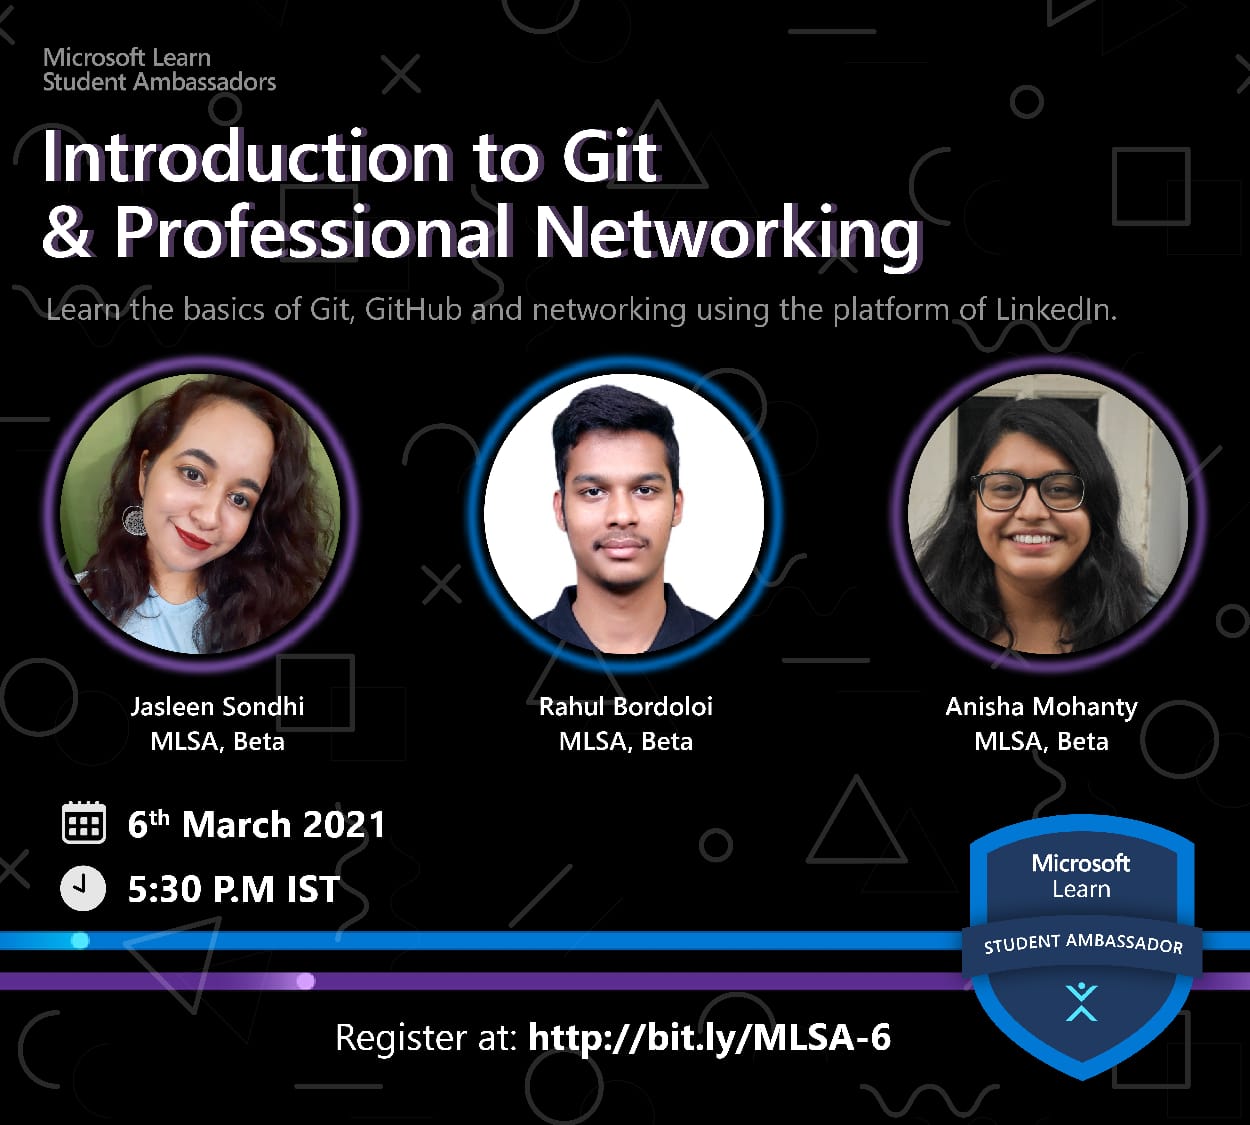 Microsoft Learn
Student Ambassadors
Introduction to Git
& Professional Networking
Learn the basics of Git, GitHub and networking using the platform of LinkedIn.
Jasleen Sondhi
MLSA, Beta
Rahul Bordoloi
MLSA, Beta
Anisha Mohanty
MLSA, Beta
6th March 2021
5:30 P.M IST
Microsoft
Learn
STUDENT AMBASSADOR
Register at: http://bit.ly/MLSA-6